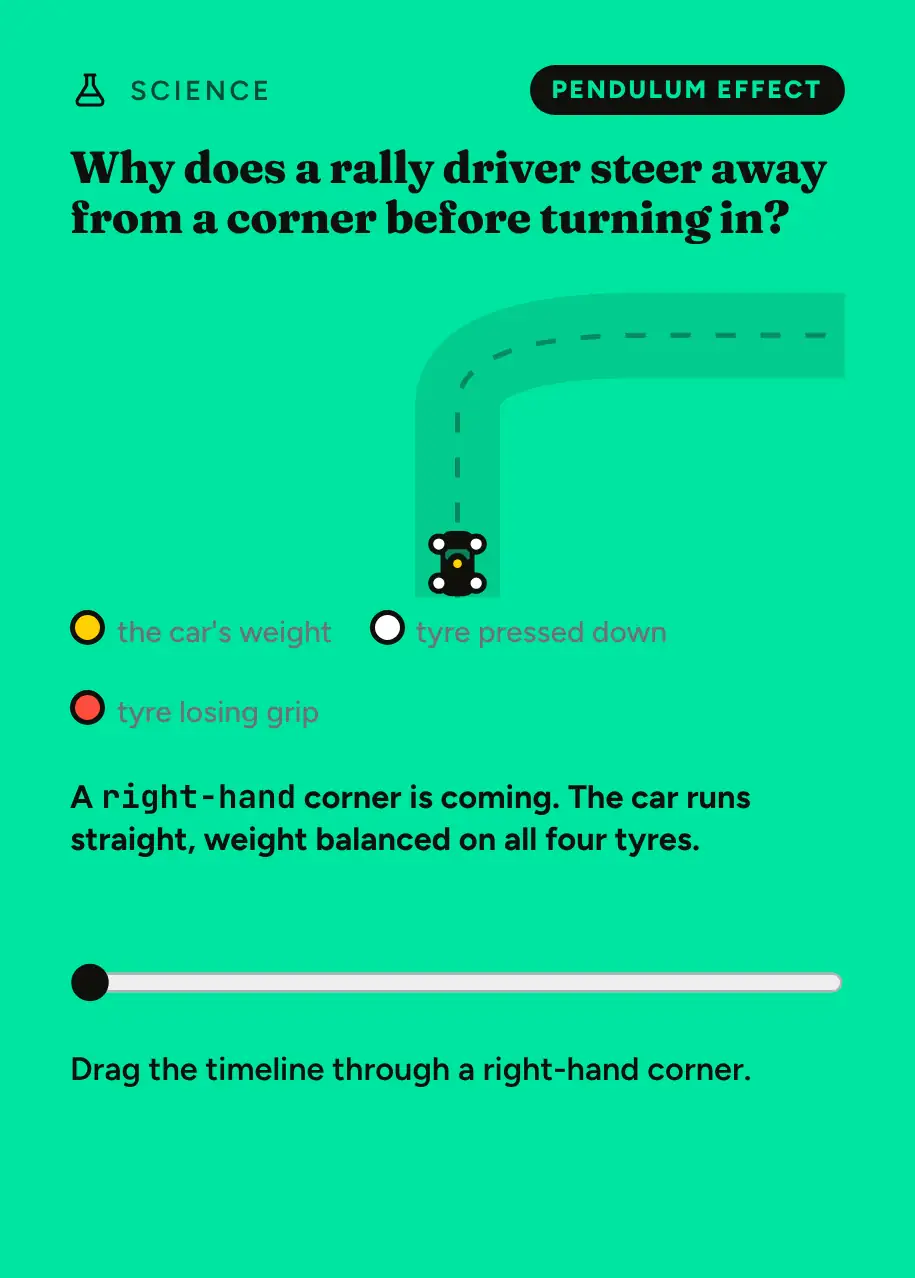 SCIENCE
PENDULUM EFFECT
Why does a rally driver steer away
from a corner before turning in?
the car's weight
tyre pressed down
tyre losing grip
A right-hand corner is coming. The car runs
straight, weight balanced on all four tyres.
Drag the timeline through a right-hand corner.